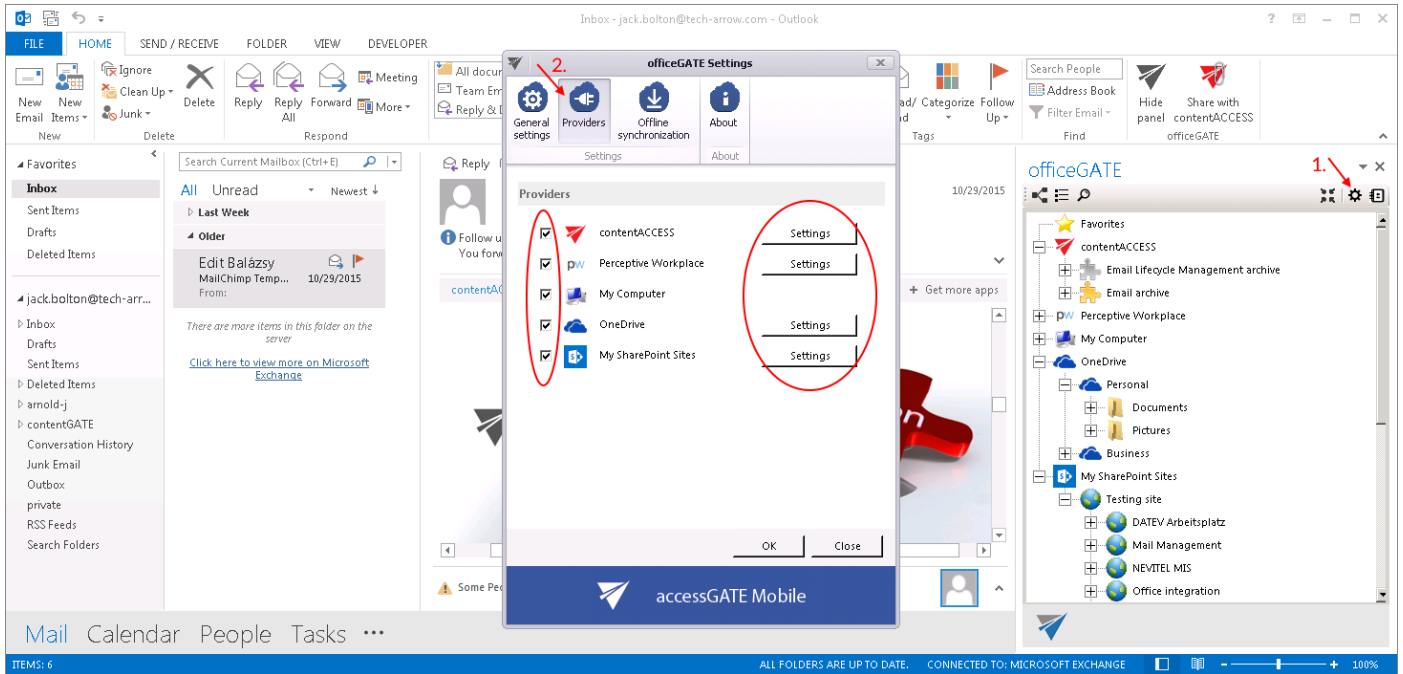 Inbox - jack.bolton@tech-arrow.com - Outlook
FILE HOME SEND / RECEIVE FOLDER VIEW DEVELOPER
New Email
New Items
Ignore
Clean Up
Junk
Delete
Reply
Reply All
Forward
Meeting
More
All docur
Team Em
Reply & D
ad/
d
Categorize
Follow Up
Search People
Address Book
Filter Email
Hide panel
Share with contentACCESS
New
Delete
Respond
Tags
Find
officeGATE
Favorites
Inbox
Sent Items
Drafts
Deleted Items
jack.bolton@tech-arr...
Inbox
Drafts
Sent Items
Deleted Items
arnold-j
contentGATE
Conversation History
Junk Email
Outbox
private
RSS Feeds
Search Folders
Search Current Mailbox (Ctrl+E)
All Unread Newest ↓
Last Week
Older
Edit Balázsy
MailChimp Temp... 10/29/2015
From:
There are more items in this folder on the
server
Click here to view more on Microsoft
Exchange
Reply
10/29/2015
Follow u
You forw
contentA
+ Get more apps
on
Some Pe
2.
officeGATE Settings
General settings
Providers
Offline synchronization
About
Settings
About
Providers
contentACCESS Settings
pw Perceptive Workplace Settings
My Computer
OneDrive Settings
My SharePoint Sites Settings
OK Close
accessGATE Mobile
officeGATE
1.
Favorites
contentACCESS
Email Lifecycle Management archive
Email archive
pw Perceptive Workplace
My Computer
OneDrive
Personal
Documents
Pictures
Business
My SharePoint Sites
Testing site
DATEV Arbeitsplatz
Mail Management
NEVITEL MIS
Office integration
Mail Calendar People Tasks •••
ITEMS: 6
ALL FOLDERS ARE UP TO DATE. CONNECTED TO: MICROSOFT EXCHANGE 100%